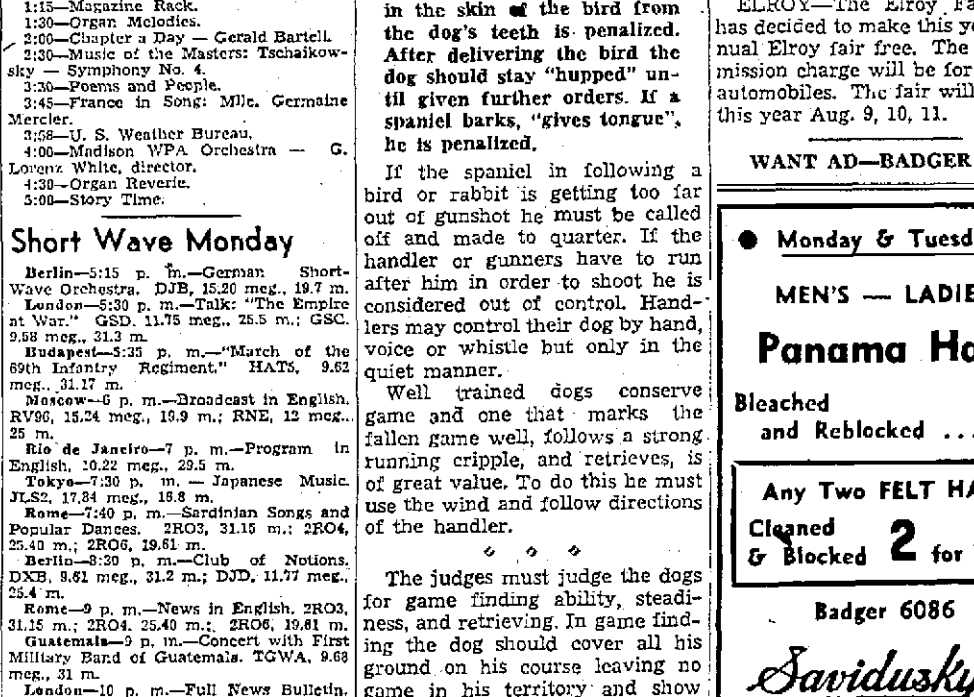 1:15—Magazine Rack.
1:30—Organ Melodies.
2:00—Chapter a Day — Gerald Bartell.
2:30—Music of the Masters: Tschaikow-
sky — Symphony No. 4.
3:30—Poems and People.
3:45—France in Song: Mlle. Germaine
Mercier.
3:58—U. S. Weather Bureau.
4:00—Madison WPA Orchestra — G.
Lorenz White, director.
4:30—Organ Reverie.
5:00—Story Time.
Short Wave Monday
Berlin—5:15 p. m.—German Short-
Wave Orchestra. DJB, 15.20 meg., 19.7 m.
London—5:30 p. m.—Talk: "The Empire
at War." GSD. 11.75 meg., 25.5 m.; GSC.
9.58 meg., 31.3 m.
Budapest—5:35 p. m.—"March of the
69th Infantry Regiment." HAT5, 9.62
meg., 31.17 m.
Moscow—6 p. m.—Broadcast in English.
RV96, 15.24 meg., 19.9 m.; RNE, 12 meg..
25 m.
Rio de Janeiro—7 p. m.—Program in
English, 10.22 meg., 29.5 m.
Tokyo—7:30 p. m. — Japanese Music.
JLS2, 17.84 meg., 16.8 m.
Rome—7:40 p. m.—Sardinian Songs and
Popular Dances. 2RO3, 31.15 m.; 2RO4,
25.40 m.; 2RO6, 19.61 m.
Berlin—8:30 p. m.—Club of Notions.
DXB, 9.61 meg., 31.2 m.; DJD, 11.77 meg.,
25.4 m.
Rome—9 p. m.—News in English. 2RO3,
31.15 m.; 2RO4. 25.40 m.; 2RO6, 19.61 m.
Guatemala—9 p. m.—Concert with First
Military Band of Guatemala. TGWA, 9.68
meg., 31 m.
London—10 p. m.—Full News Bulletin.
in the skin of the bird from
the dog's teeth is penalized.
After delivering the bird the
dog should stay "hupped" un-
til given further orders. If a
spaniel barks, "gives tongue",
he is penalized.
If the spaniel in following a
bird or rabbit is getting too far
out of gunshot he must be called
off and made to quarter. If the
handler or gunners have to run
after him in order to shoot he is
considered out of control. Hand-
lers may control their dog by hand,
voice or whistle but only in the
quiet manner.
Well trained dogs conserve
game and one that marks the
fallen game well, follows a strong
running cripple, and retrieves, is
of great value. To do this he must
use the wind and follow directions
of the handler.
The judges must judge the dogs
for game finding ability, steadi-
ness, and retrieving. In game find-
ing the dog should cover all his
ground on his course leaving no
game in his territory and show
ELROY—The Elroy Fa
has decided to make this ye
nual Elroy fair free. The
mission charge will be for
automobiles. The fair will
this year Aug. 9, 10, 11.
WANT AD—BADGER
Monday & Tuesd
MEN'S — LADIE
Panama Ha
Bleached
and Reblocked ...
Any Two FELT HA
Cleaned
& Blocked 2 for
Badger 6086
Savidusky